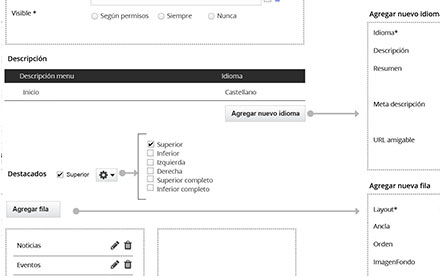 Visible *
Según permisos
Siempre
Nunca
Descripción
Descripción menu
Idioma
Inicio
Castellano
Agregar nuevo idioma
Destacados
Superior
Superior
Inferior
Izquierda
Derecha
Superior completo
Inferior completo
Agregar fila
Noticias
Eventos
Agregar nuevo idiom
Idioma*
Descripción
Resumen
Meta descripción
URL amigable
Agregar nueva fila
Layout*
Ancla
Orden
ImagenFondo